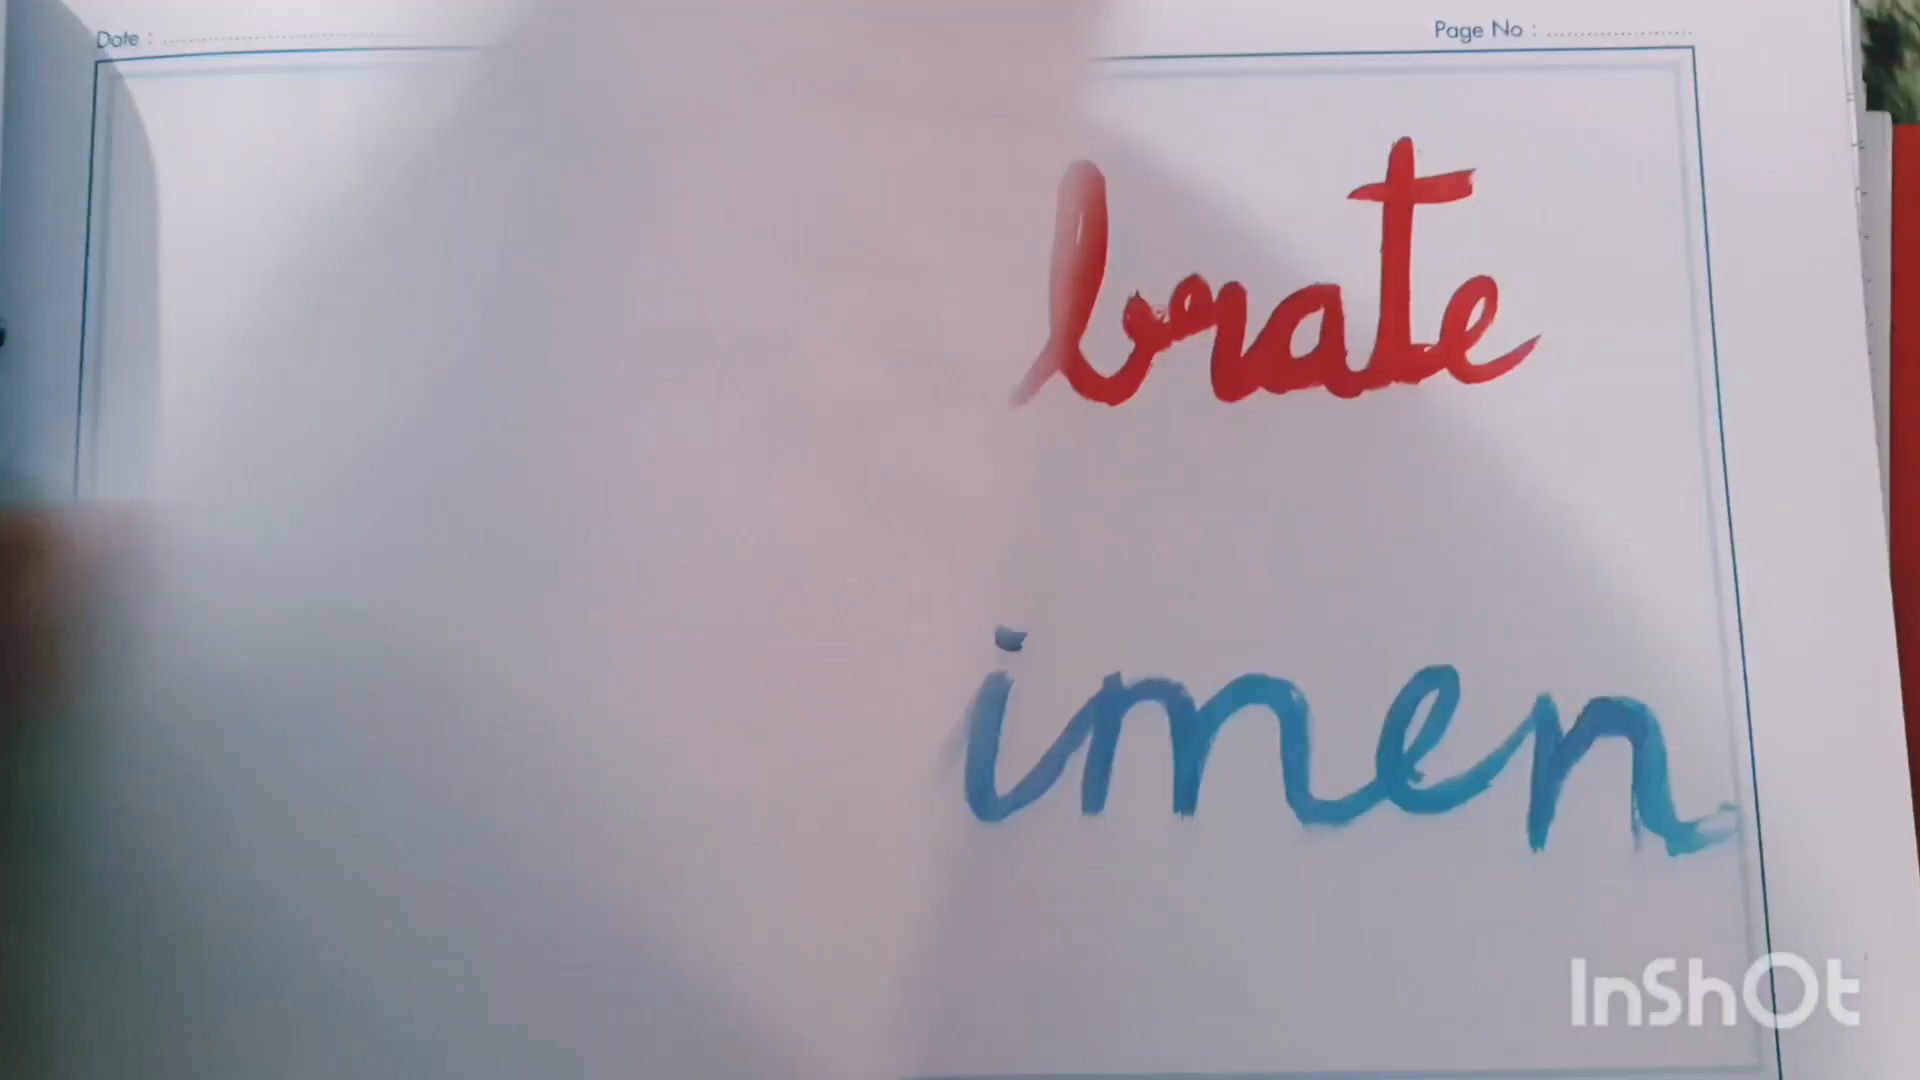 Date : Page No :
brate
imen
InShOt